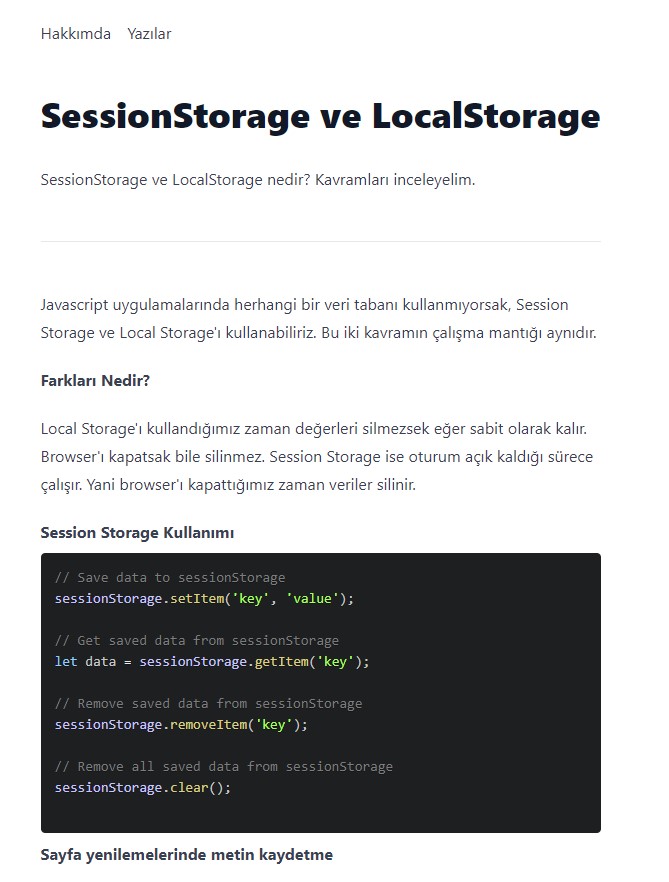 Hakkımda Yazılar
SessionStorage ve LocalStorage
SessionStorage ve LocalStorage nedir? Kavramları inceleyelim.
Javascript uygulamalarında herhangi bir veri tabanı kullanmıyorsak, Session
Storage ve Local Storage'ı kullanabiliriz. Bu iki kavramın çalışma mantığı aynıdır.
Farkları Nedir?
Local Storage'ı kullandığımız zaman değerleri silmezsek eğer sabit olarak kalır.
Browser'ı kapatsak bile silinmez. Session Storage ise oturum açık kaldığı sürece
çalışır. Yani browser'ı kapattığımız zaman veriler silinir.
Session Storage Kullanımı
// Save data to sessionStorage
sessionStorage.setItem('key', 'value');
// Get saved data from sessionStorage
let data = sessionStorage.getItem('key');
// Remove saved data from sessionStorage
sessionStorage.removeItem('key');
// Remove all saved data from sessionStorage
sessionStorage.clear();
Sayfa yenilemelerinde metin kaydetme